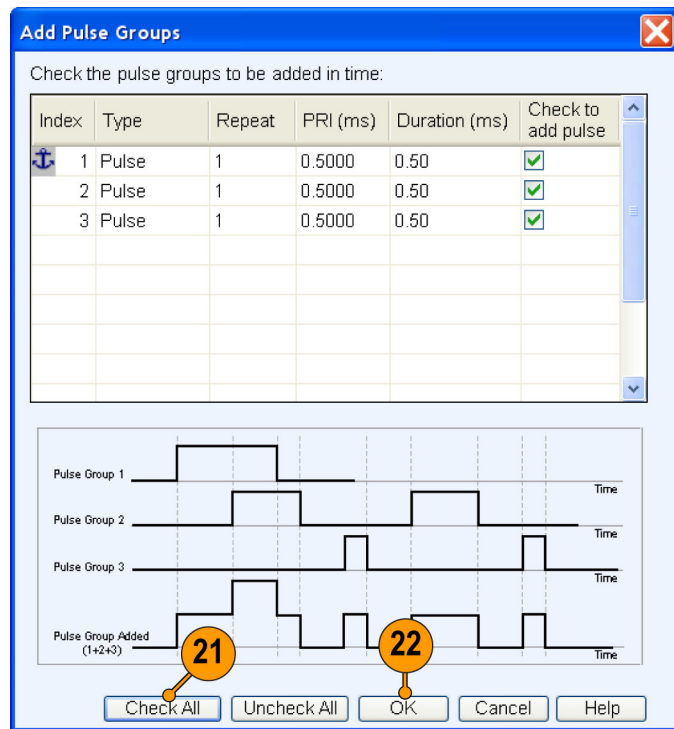 Add Pulse Groups
Check the pulse groups to be added in time:
Index Type Repeat PRI (ms) Duration (ms) Check to add pulse
1 Pulse 1 0.5000 0.50
2 Pulse 1 0.5000 0.50
3 Pulse 1 0.5000 0.50
Pulse Group 1
Time
Pulse Group 2
Time
Pulse Group 3
Time
Pulse Group Added
(1+2+3)
Time
21
22
Check All Uncheck All OK Cancel Help